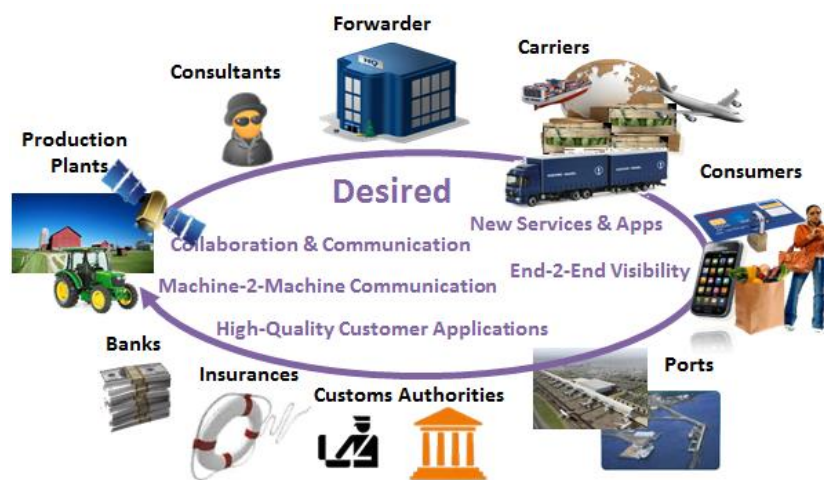 Forwarder
Carriers
Consultants
HQ
Production
Plants
Consumers
Desired
New Services & Apps
Collaboration & Communication
End-2-End Visibility
Machine-2-Machine Communication
High-Quality Customer Applications
Banks
Insurances
Customs Authorities
Ports